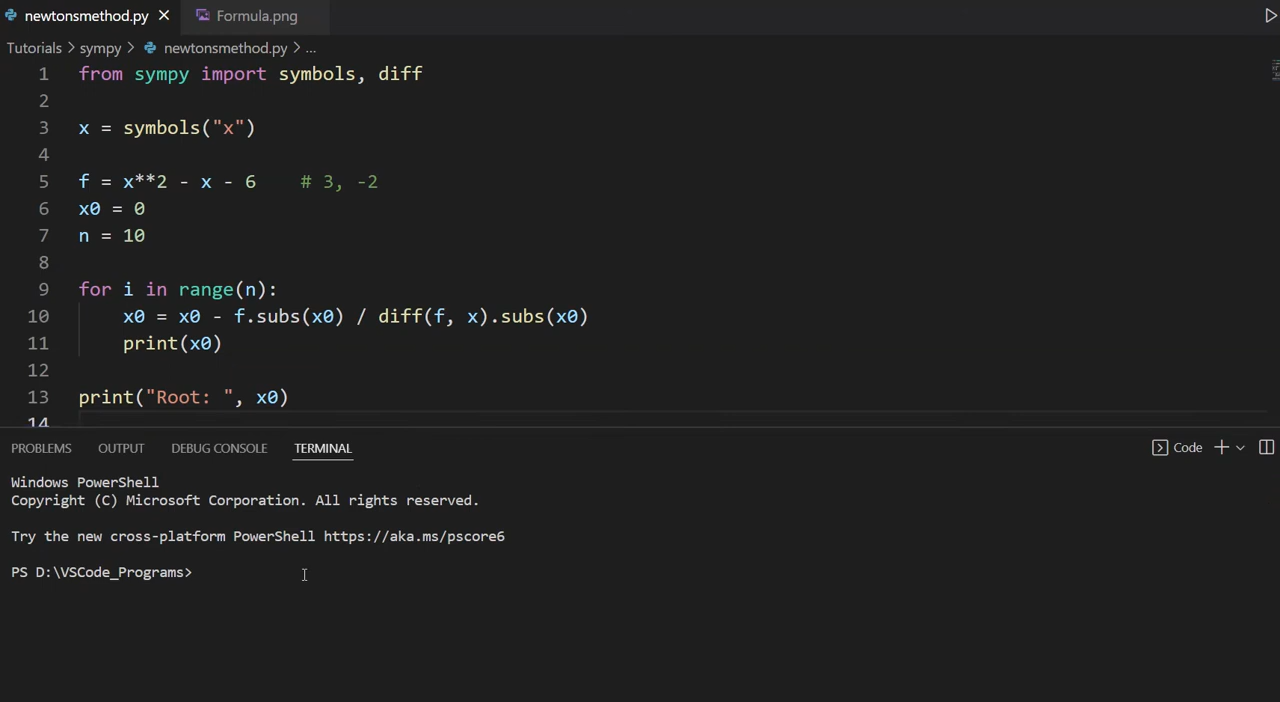 newtonsmethod.py
Formula.png
Tutorials > sympy > newtonsmethod.py > ...
1 from sympy import symbols, diff
2
3 x = symbols("x")
4
5 f = x**2 - x - 6    # 3, -2
6 x0 = 0
7 n = 10
8
9 for i in range(n):
10     x0 = x0 - f.subs(x0) / diff(f, x).subs(x0)
11     print(x0)
12
13 print("Root: ", x0)
14
PROBLEMS OUTPUT DEBUG CONSOLE TERMINAL Code
Windows PowerShell
Copyright (C) Microsoft Corporation. All rights reserved.
Try the new cross-platform PowerShell https://aka.ms/pscore6
PS D:\VSCode_Programs>